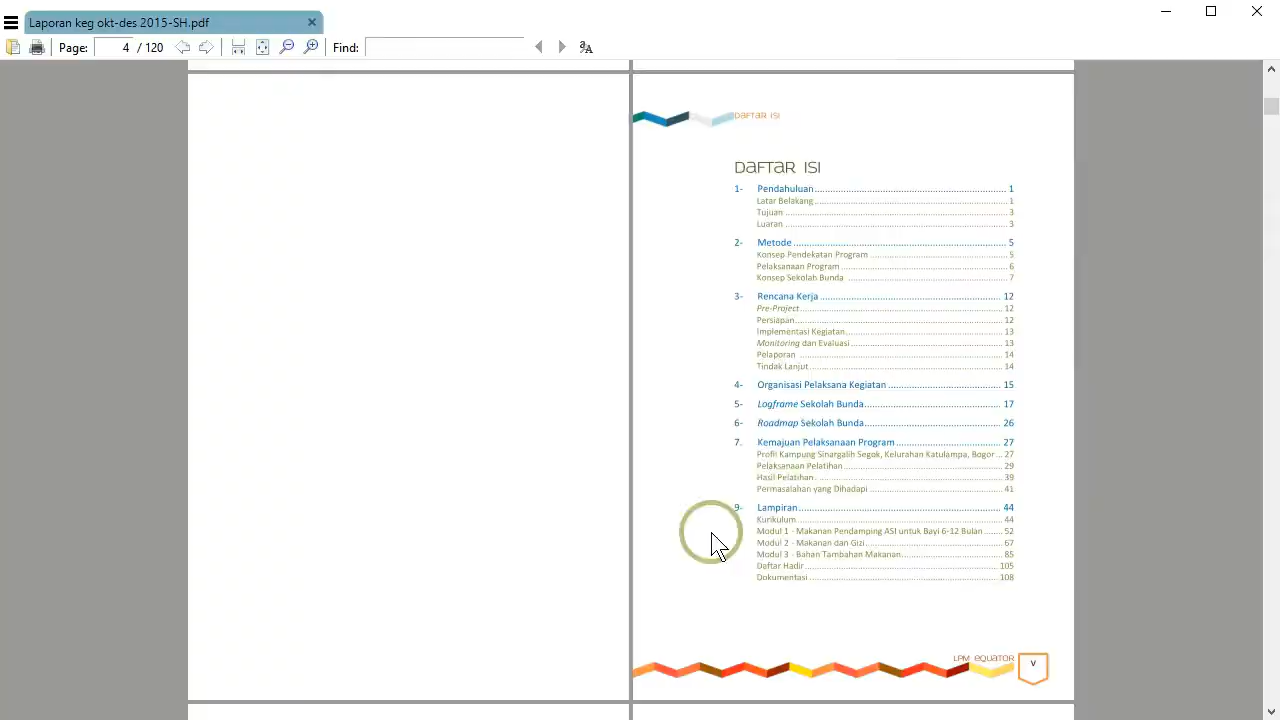 Laporan keg okt-des 2015-SH.pdf
Page: 4 / 120 Find:
DAFTAR ISI
DAFTAR ISI
1- Pendahuluan 1
Latar Belakang 1
Tujuan 3
Luaran 3
2- Metode 5
Konsep Pendekatan Program 5
Pelaksanaan Program 6
Konsep Sekolah Bunda 7
3- Rencana Kerja 12
Pre-Project 12
Persiapan 12
Implementasi Kegiatan 13
Monitoring dan Evaluasi 13
Pelaporan 14
Tindak Lanjut 14
4- Organisasi Pelaksana Kegiatan 15
5- Logframe Sekolah Bunda 17
6- Roadmap Sekolah Bunda 26
7. Kemajuan Pelaksanaan Program 27
Profil Kampung Sinargalih Segok, Kelurahan Katulampa, Bogor 27
Pelaksanaan Pelatihan 29
Hasil Pelatihan 39
Permasalahan yang Dihadapi 41
9- Lampiran 44
Kurikulum 44
Modul 1 - Makanan Pendamping ASI untuk Bayi 6-12 Bulan 52
Modul 2 - Makanan dan Gizi 67
Modul 3 - Bahan Tambahan Makanan 85
Daftar Hadir 105
Dokumentasi 108
LPM equator v